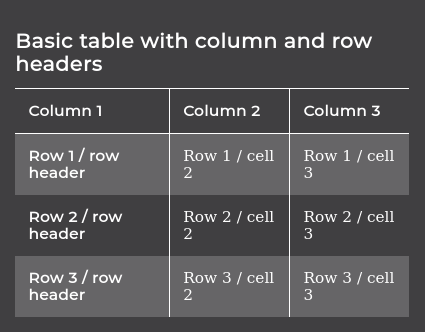 Basic table with column and row
headers
Column 1
Column 2
Column 3
Row 1 / row
header
Row 1 / cell
2
Row 1 / cell
3
Row 2 / row
header
Row 2 / cell
2
Row 2 / cell
3
Row 3 / row
header
Row 3 / cell
2
Row 3 / cell
3